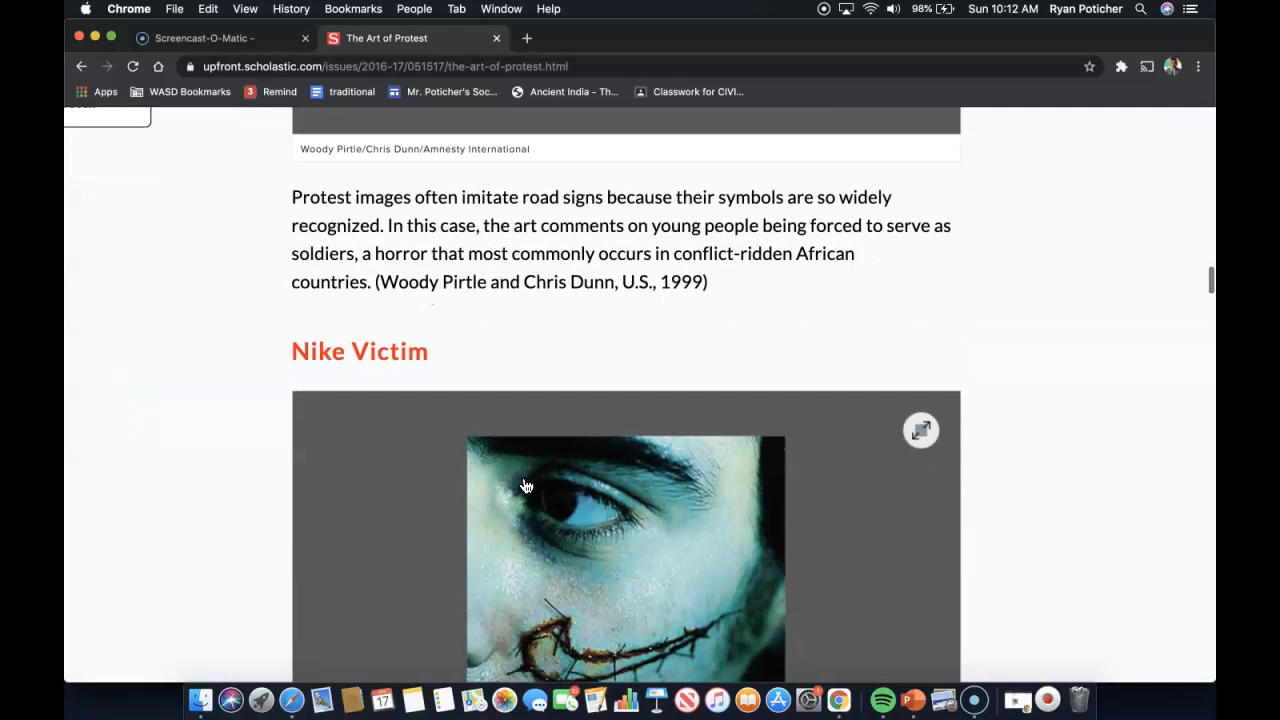 Chrome File Edit View History Bookmarks People Tab Window Help 98% Sun 10:12 AM Ryan Poticher
Screencast-O-Matic - The Art of Protest
upfront.scholastic.com/issues/2016-17/051517/the-art-of-protest.html
Apps WASD Bookmarks Remind traditional Mr. Poticher's Soc... Ancient India - Th... Classwork for CIVI...
Woody Pirtle/Chris Dunn/Amnesty International
Protest images often imitate road signs because their symbols are so widely
recognized. In this case, the art comments on young people being forced to serve as
soldiers, a horror that most commonly occurs in conflict-ridden African
countries. (Woody Pirtle and Chris Dunn, U.S., 1999)
Nike Victim
17